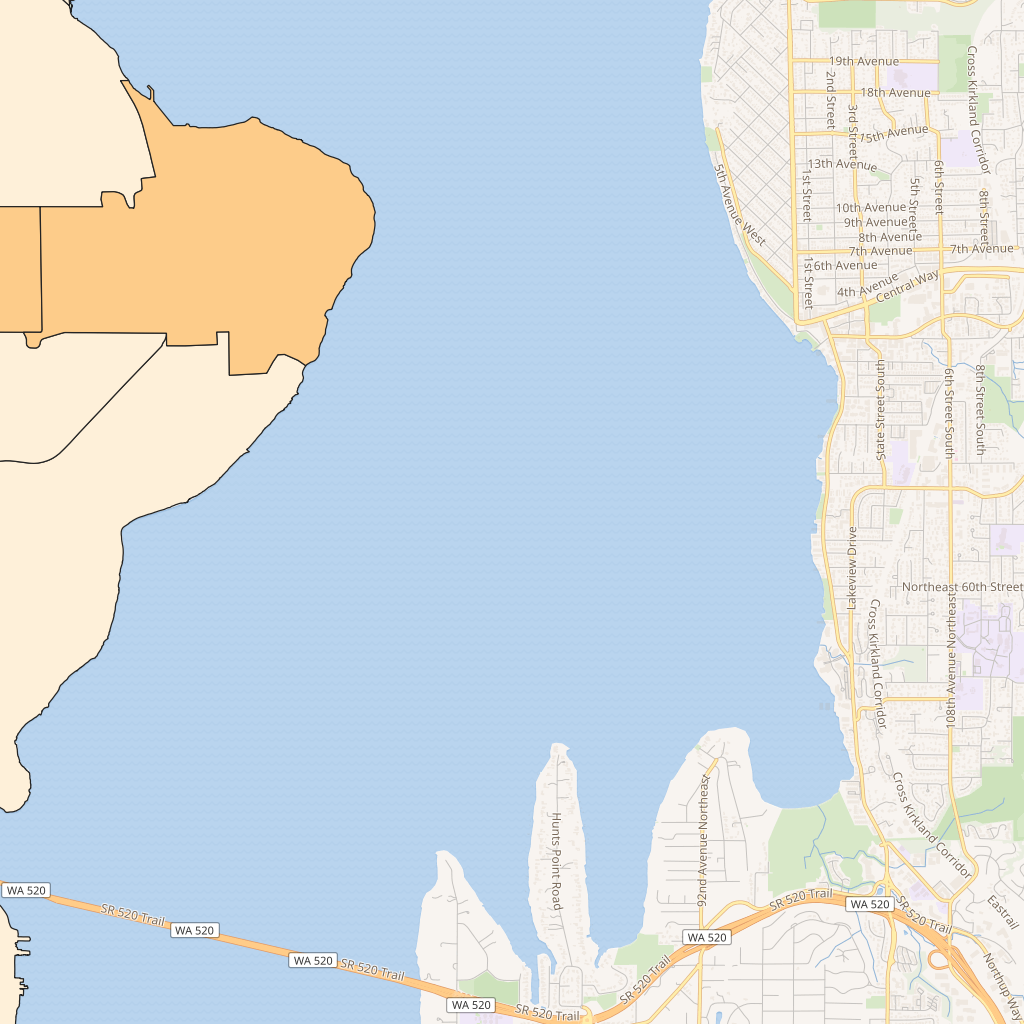 19th Avenue
2nd Street
18th Avenue
3rd Street
15th Avenue
Cross Kirkland Corridor
13th Avenue
6th Street
1st Street
5th Street
8th Street
5th Avenue West
10th Avenue
9th Avenue
8th Avenue
7th Avenue
7th Avenue
6th Avenue
1st Street
4th Avenue
Central Way
State Street South
6th Street South
8th Street South
Lakeview Drive
Northeast 60th Street
Cross Kirkland Corridor
108th Avenue Northeast
92nd Avenue Northeast
Cross Kirkland Corridor
Hunts Point Road
WA 520
SR 520 Trail
WA 520
SR 520 Trail
WA 520
SR 520 Trail
Eastrail
WA 520
WA 520
SR 520 Trail
SR 520 Trail
Northup Way
WA 520
SR 520 Trail